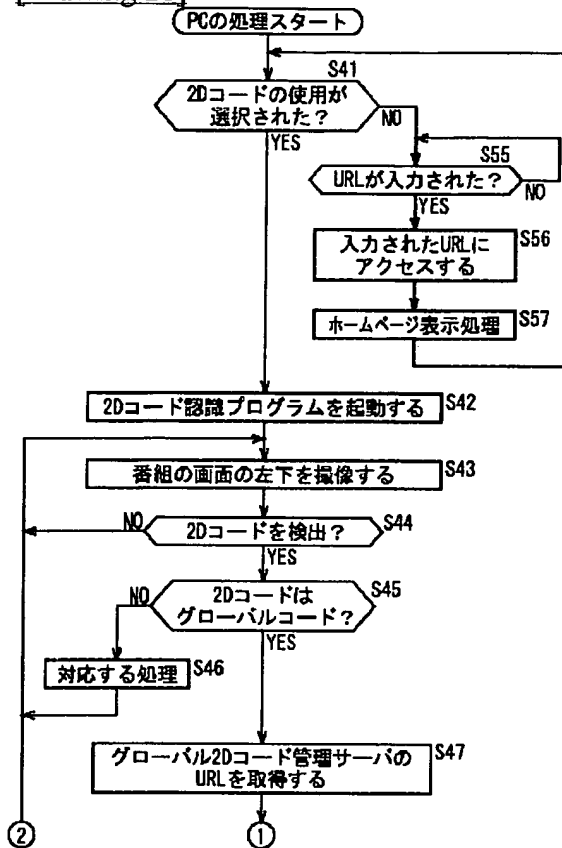 PCの処理スタート
S41
2Dコードの使用が
選択された？
NO
YES
S55
URLが入力された？
NO
YES
入力されたURLに
アクセスする
S56
ホームページ表示処理
S57
2Dコード認識プログラムを起動する
S42
番組の画面の左下を撮像する
S43
NO
2Dコードを検出？
S44
YES
NO
2Dコードは
グローバルコード？
S45
YES
対応する処理
S46
グローバル2Dコード管理サーバの
URLを取得する
S47
②
①